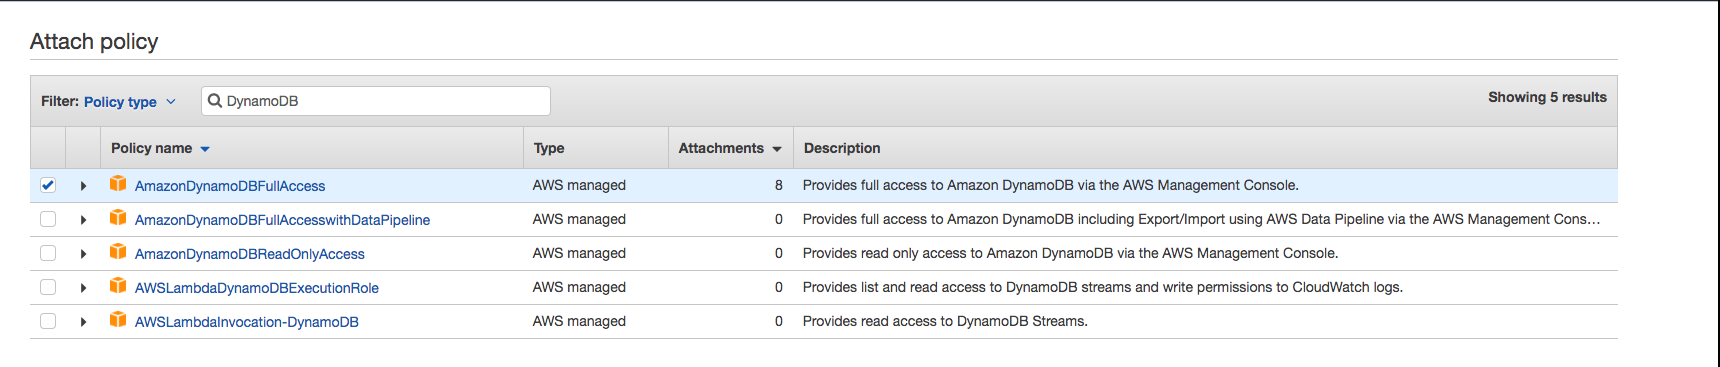 Attach policy
Filter: Policy type DynamoDB Showing 5 results
Policy name Type Attachments Description
AmazonDynamoDBFullAccess AWS managed 8 Provides full access to Amazon DynamoDB via the AWS Management Console.
AmazonDynamoDBFullAccesswithDataPipeline AWS managed 0 Provides full access to Amazon DynamoDB including Export/Import using AWS Data Pipeline via the AWS Management Cons...
AmazonDynamoDBReadOnlyAccess AWS managed 0 Provides read only access to Amazon DynamoDB via the AWS Management Console.
AWSLambdaDynamoDBExecutionRole AWS managed 0 Provides list and read access to DynamoDB streams and write permissions to CloudWatch logs.
AWSLambdaInvocation-DynamoDB AWS managed 0 Provides read access to DynamoDB Streams.